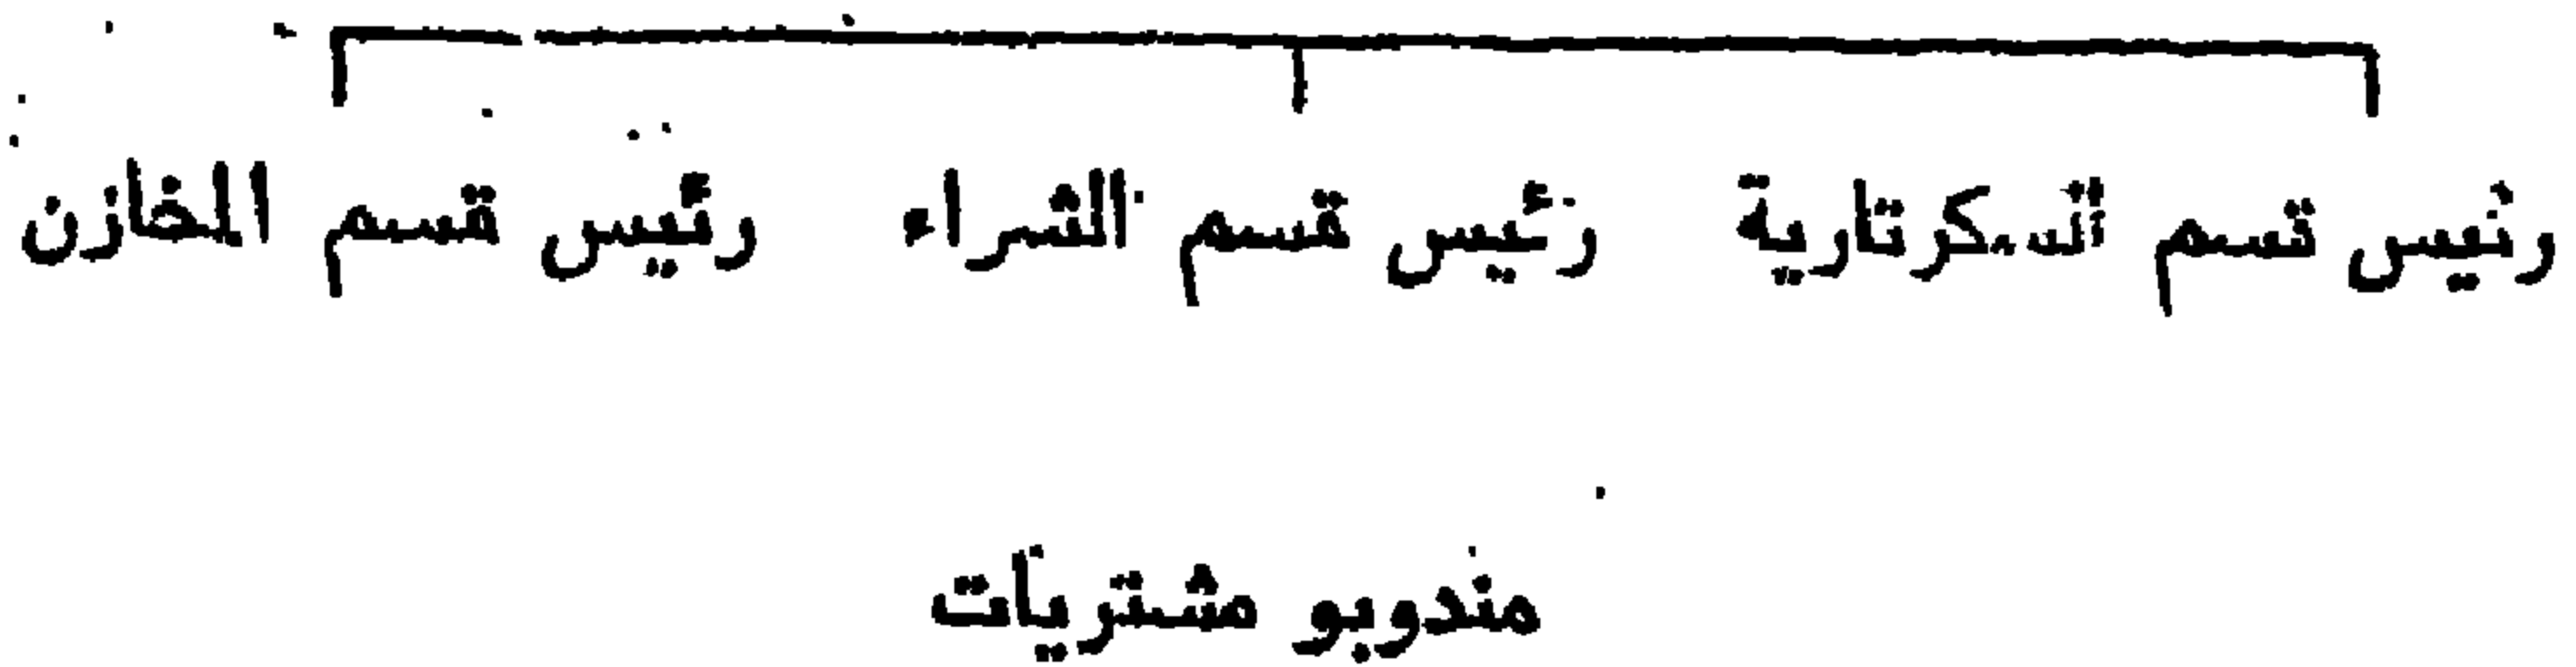 رئيس قسم السكرتارية رئيس قسم الشراء رئيس قسم المخازن
مندوبو مشتريات